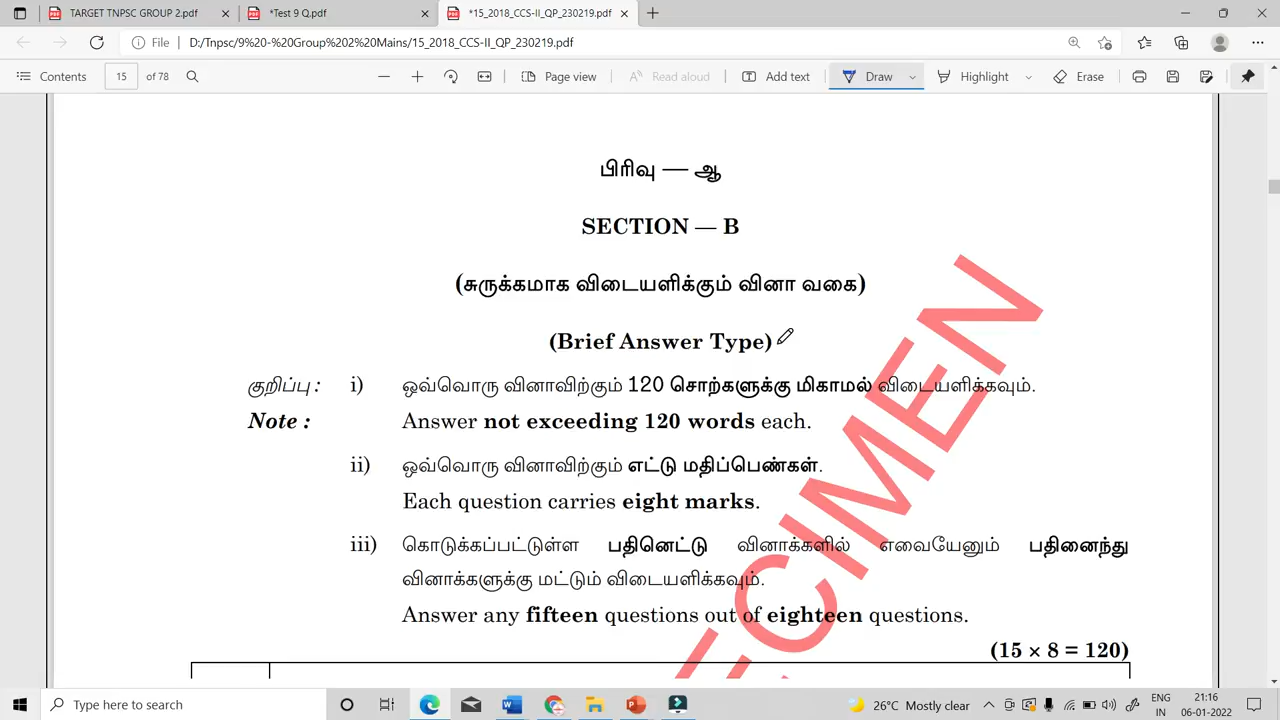 TARGET TNPSC GROUP 2.pdf
*Test 9 Q.pdf
*15_2018_CCS-II_QP_230219.pdf
File
D:/Tnpsc/9%20-%20Group%202%20Mains/15_2018_CCS-II_QP_230219.pdf
Contents 15 of 78 Page view Read aloud Add text Draw Highlight Erase
பிரிவு — ஆ
SECTION — B
(சுருக்கமாக விடையளிக்கும் வினா வகை)
(Brief Answer Type)
குறிப்பு : i) ஒவ்வொரு வினாவிற்கும் 120 சொற்களுக்கு மிகாமல் விடையளிக்கவும்.
Note : Answer not exceeding 120 words each.
ii) ஒவ்வொரு வினாவிற்கும் எட்டு மதிப்பெண்கள்.
Each question carries eight marks.
iii) கொடுக்கப்பட்டுள்ள பதினெட்டு வினாக்களில் எவையேனும் பதினைந்து
வினாக்களுக்கு மட்டும் விடையளிக்கவும்.
Answer any fifteen questions out of eighteen questions.
(15 × 8 = 120)
ECIMEN
Type here to search
26°C Mostly clear
ENG
IN
21:16
06-01-2022